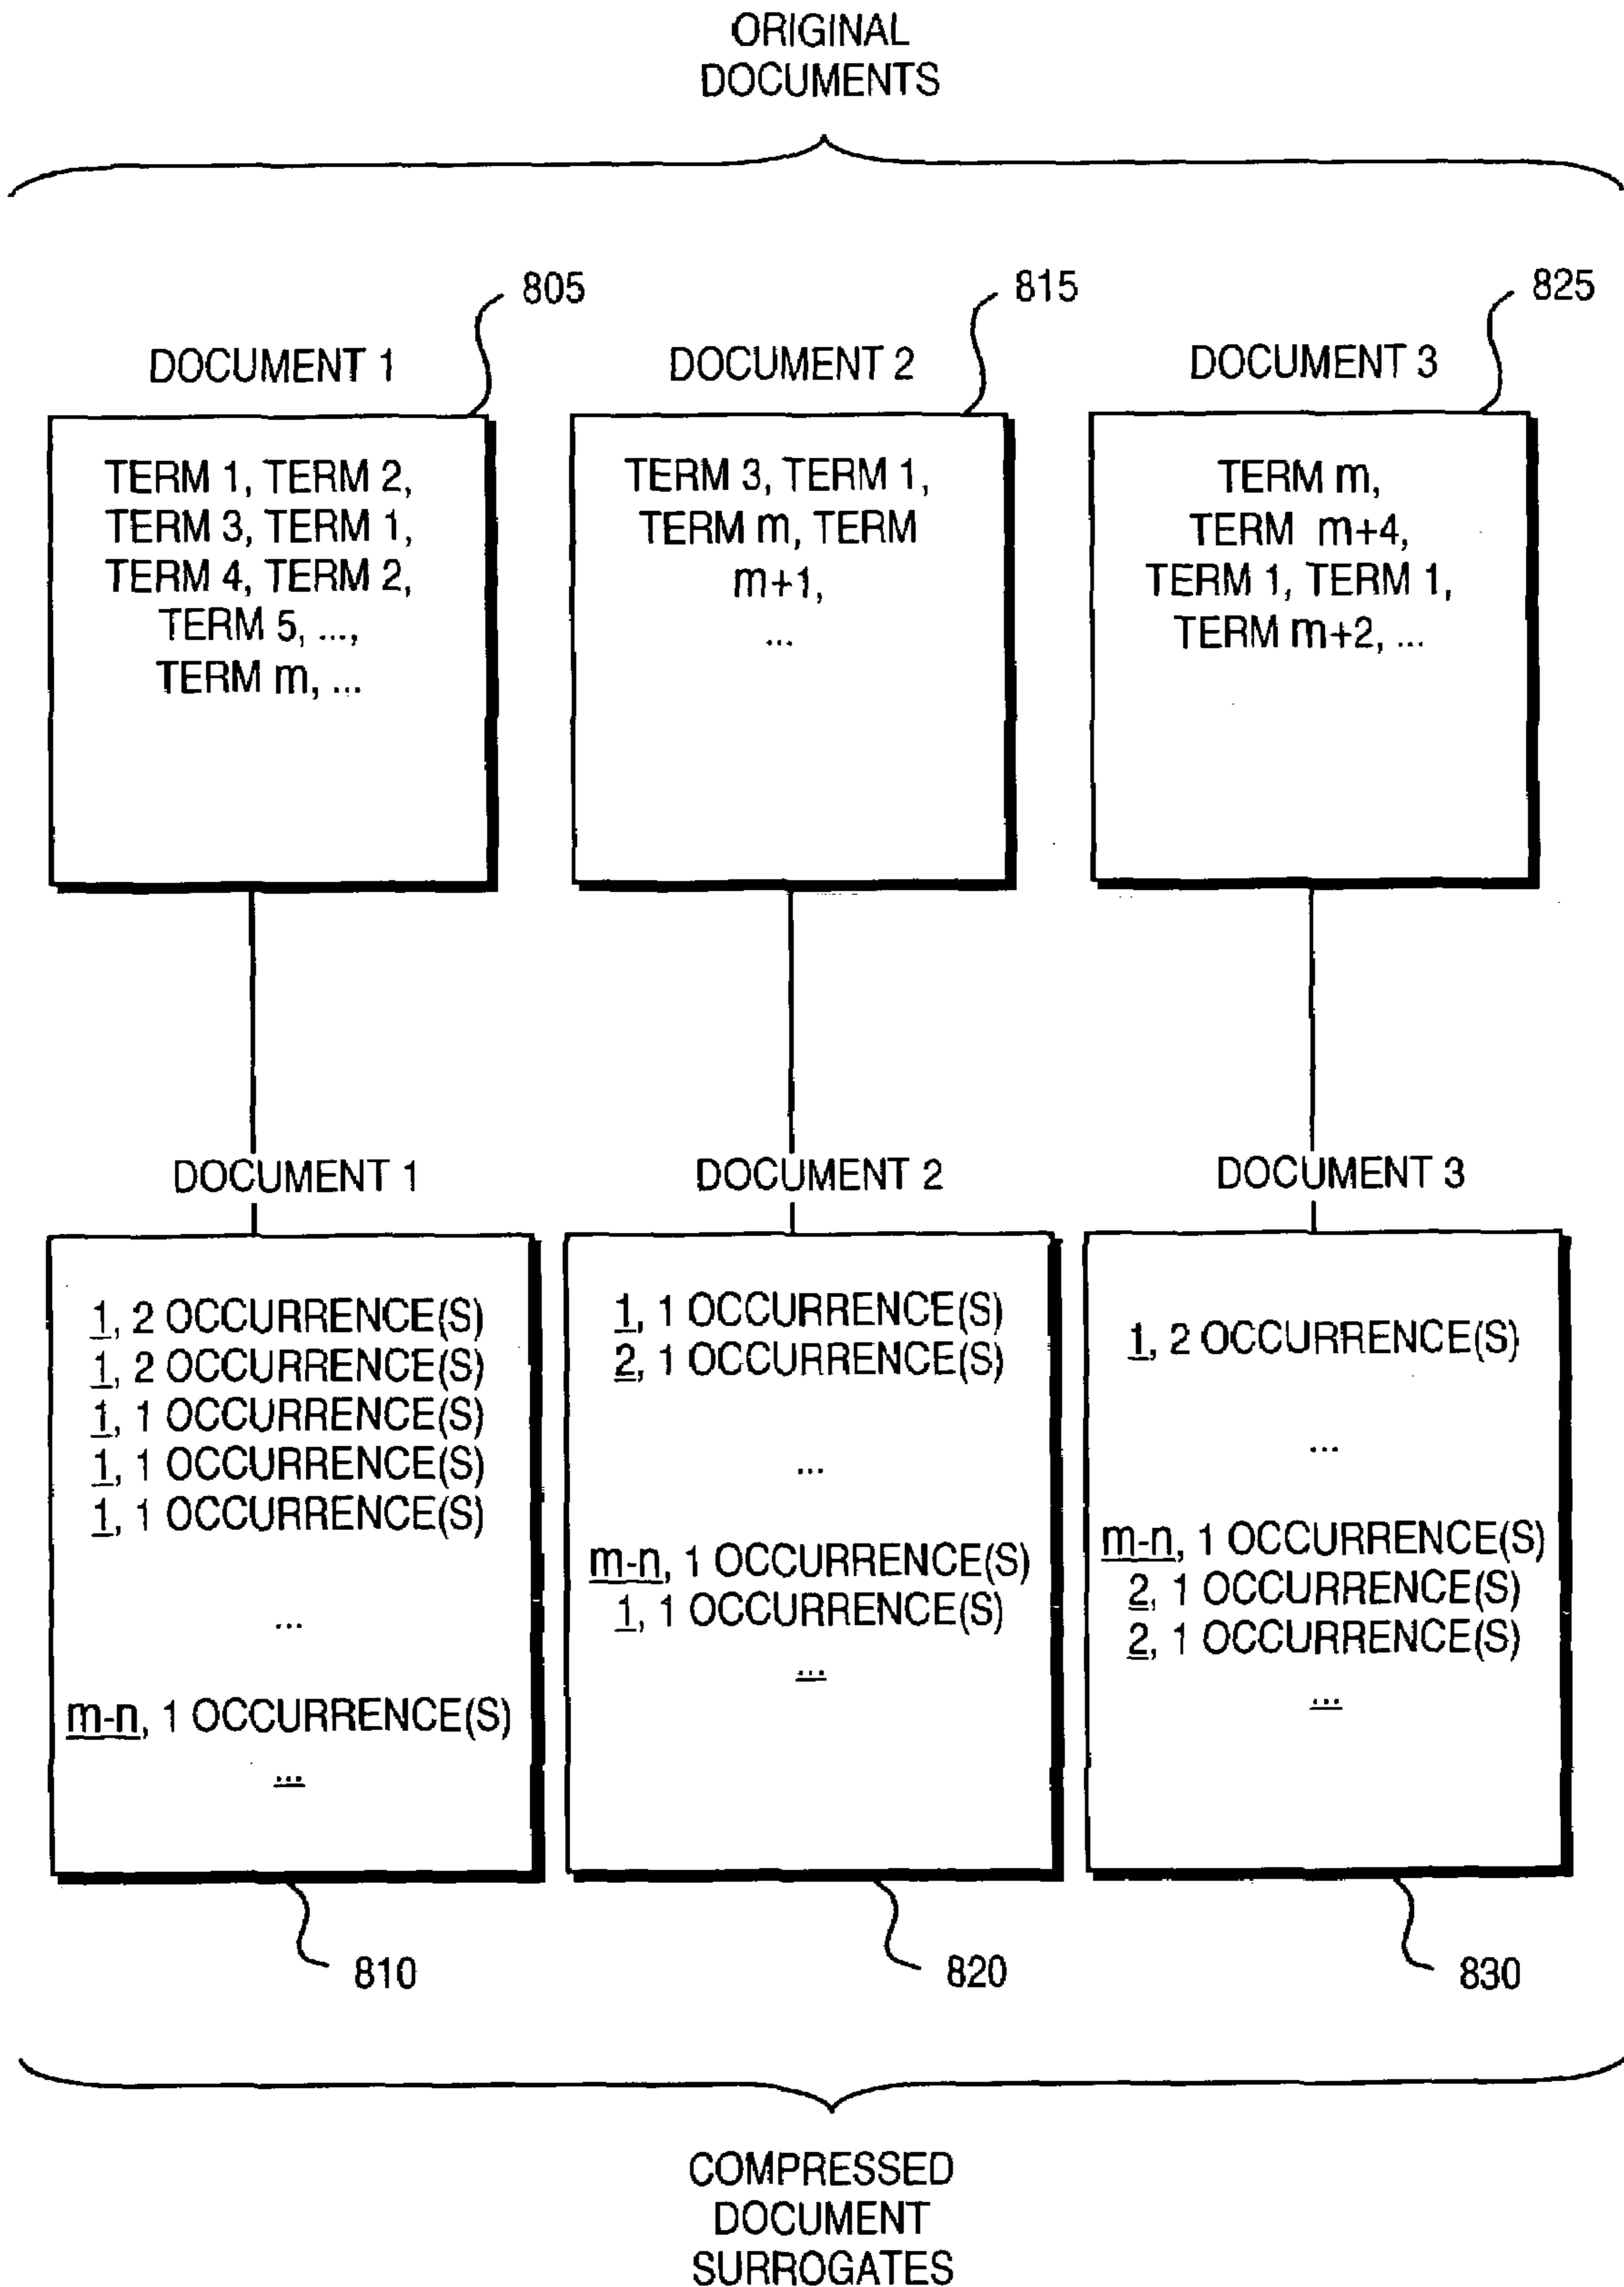 ORIGINAL
DOCUMENTS
805
815
825
DOCUMENT 1
DOCUMENT 2
DOCUMENT 3
TERM 1, TERM 2,
TERM 3, TERM 1,
TERM 4, TERM 2,
TERM 5, ...,
TERM m, ...
TERM 3, TERM 1,
TERM m, TERM
m+1,
...
TERM m,
TERM m+4,
TERM 1, TERM 1,
TERM m+2, ...
DOCUMENT 1
DOCUMENT 2
DOCUMENT 3
1, 2 OCCURRENCE(S)
1, 2 OCCURRENCE(S)
1, 1 OCCURRENCE(S)
1, 1 OCCURRENCE(S)
1, 1 OCCURRENCE(S)
...
m-n, 1 OCCURRENCE(S)
...
1, 1 OCCURRENCE(S)
2, 1 OCCURRENCE(S)
...
m-n, 1 OCCURRENCE(S)
1, 1 OCCURRENCE(S)
...
1, 2 OCCURRENCE(S)
...
m-n, 1 OCCURRENCE(S)
2, 1 OCCURRENCE(S)
2, 1 OCCURRENCE(S)
...
810
820
830
COMPRESSED
DOCUMENT
SURROGATES